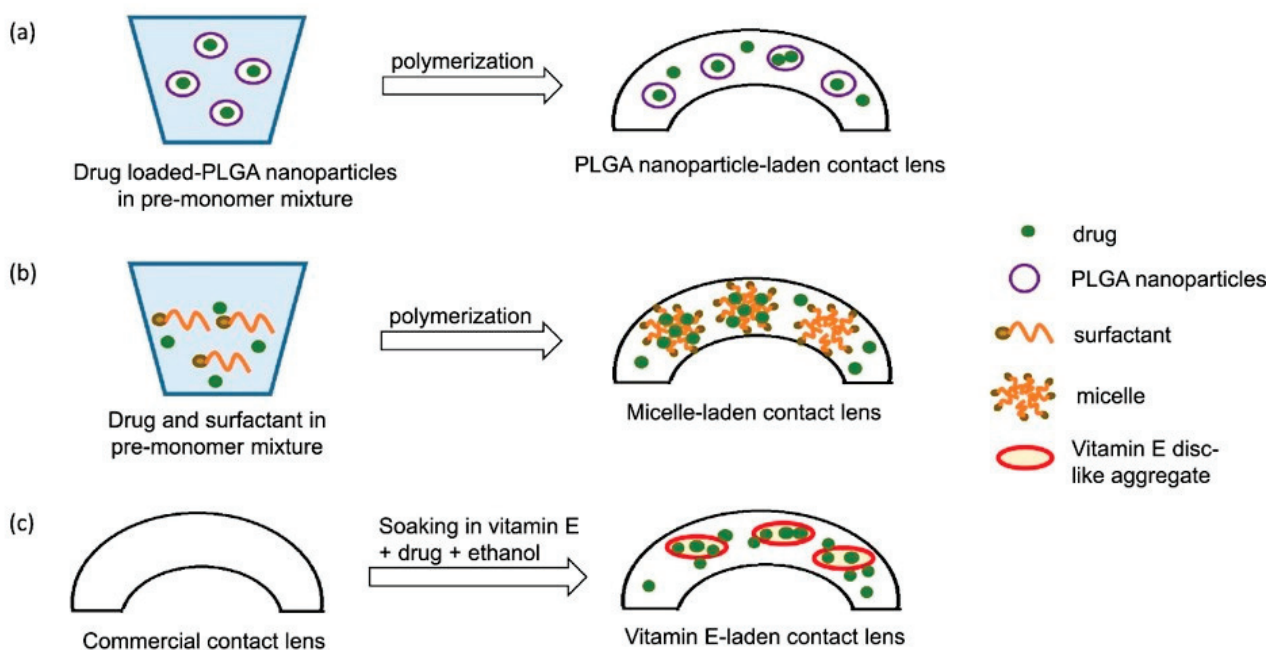 (a)
polymerization
Drug loaded-PLGA nanoparticles
in pre-monomer mixture
PLGA nanoparticle-laden contact lens
(b)
polymerization
Drug and surfactant in
pre-monomer mixture
Micelle-laden contact lens
drug
PLGA nanoparticles
surfactant
micelle
Vitamin E disc-
like aggregate
(c)
Soaking in vitamin E
+ drug + ethanol
Commercial contact lens
Vitamin E-laden contact lens